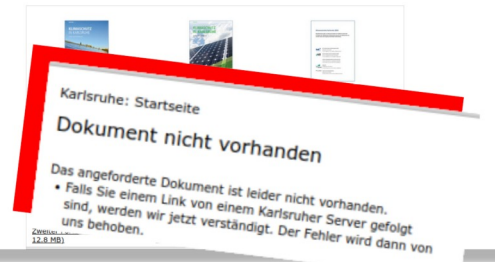 Karlsruhe: Startseite
Dokument nicht vorhanden
Das angeforderte Dokument ist leider nicht vorhanden.
• Falls Sie einem Link von einem Karlsruher Server gefolgt
sind, werden wir jetzt verständigt. Der Fehler wird dann von
uns behoben.
Zweiter
12.8 MB)